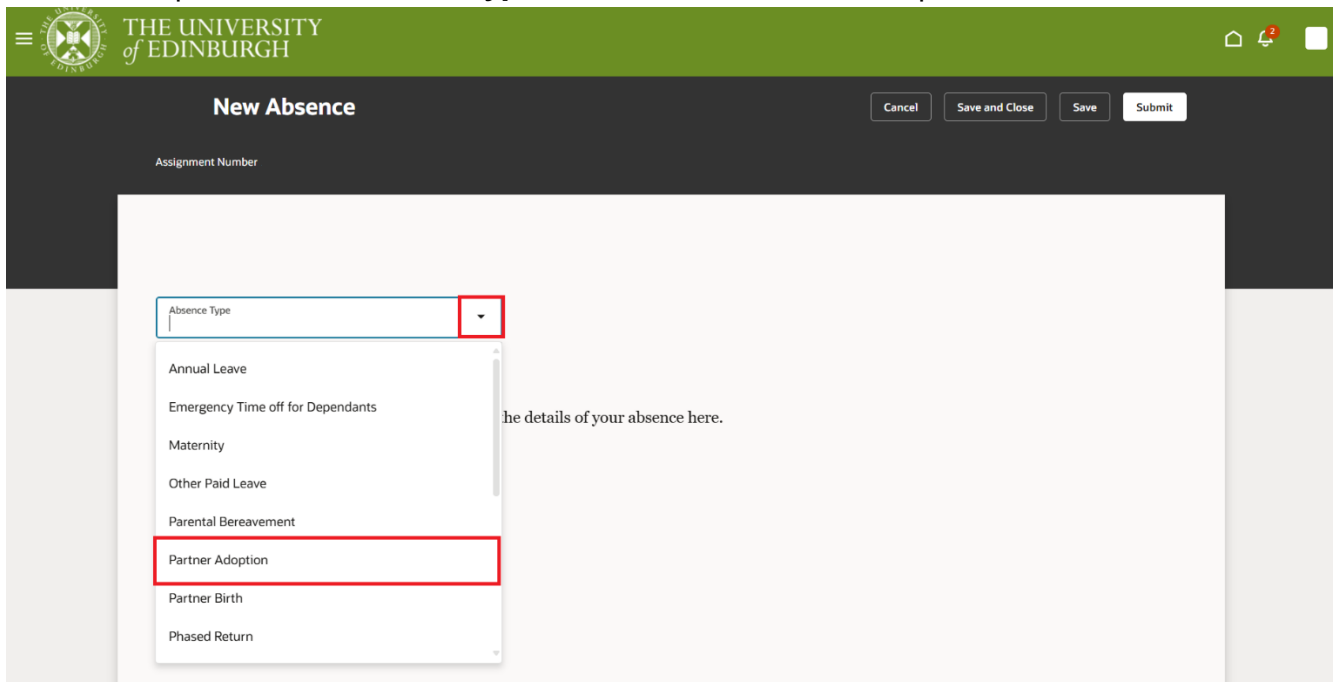 THE UNIVERSITY
of EDINBURGH
2
New Absence
Cancel
Save and Close
Save
Submit
Assignment Number
Absence Type
Annual Leave
Emergency Time off for Dependants
the details of your absence here.
Maternity
Other Paid Leave
Parental Bereavement
Partner Adoption
Partner Birth
Phased Return